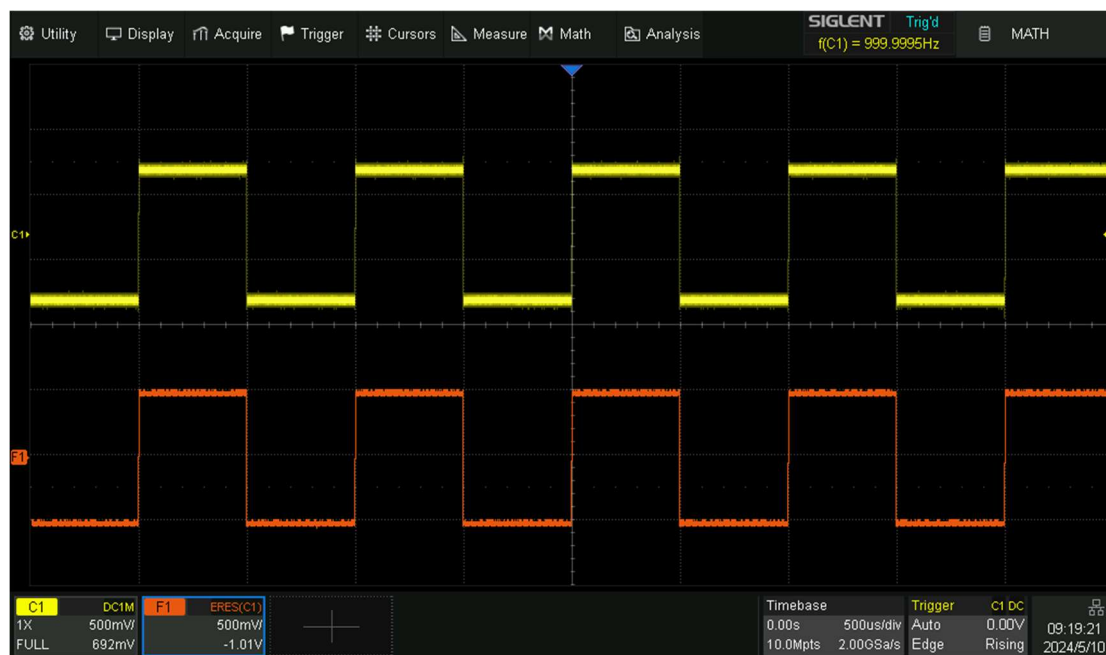 Utility Display Acquire Trigger Cursors Measure Math Analysis
SIGLENT Trig'd
f(C1) = 999.9995Hz
MATH
C1
F1
C1 DC1M
1X 500mV/
FULL 692mV
F1 ERES(C1)
500mV/
-1.01V
Timebase
0.00s 500us/div
10.0Mpts 2.00GSa/s
Trigger C1 DC
Auto 0.00V
Edge Rising
09:19:21
2024/5/10